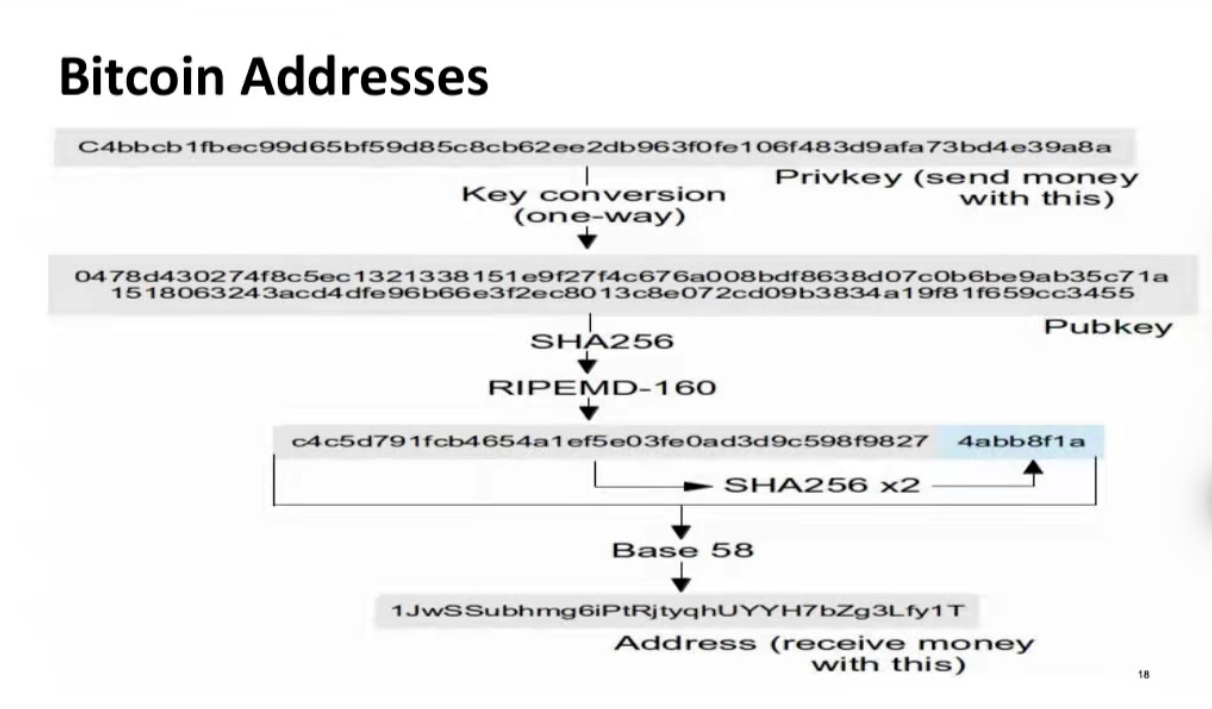 Bitcoin Addresses
C4bbcb1fbec99d65bf59d85c8cb62ee2db963f0fe106f483d9afa73bd4e39a8a
Privkey (send money
with this)
Key conversion
(one-way)
0478d430274f8c5ec1321338151e9f27f4c676a008bdf8638d07c0b6be9ab35c71a
1518063243acd4dfe96b66e3f2ec8013c8e072cd09b3834a19f81f659cc3455
Pubkey
SHA256
RIPEMD-160
c4c5d791fcb4654a1ef5e03fe0ad3d9c598f9827 4abb8f1a
SHA256 x2
Base 58
1JwSSubhmg6iPtRjtyqhUYYH7bZg3Lfy1T
Address (receive money
with this)
18